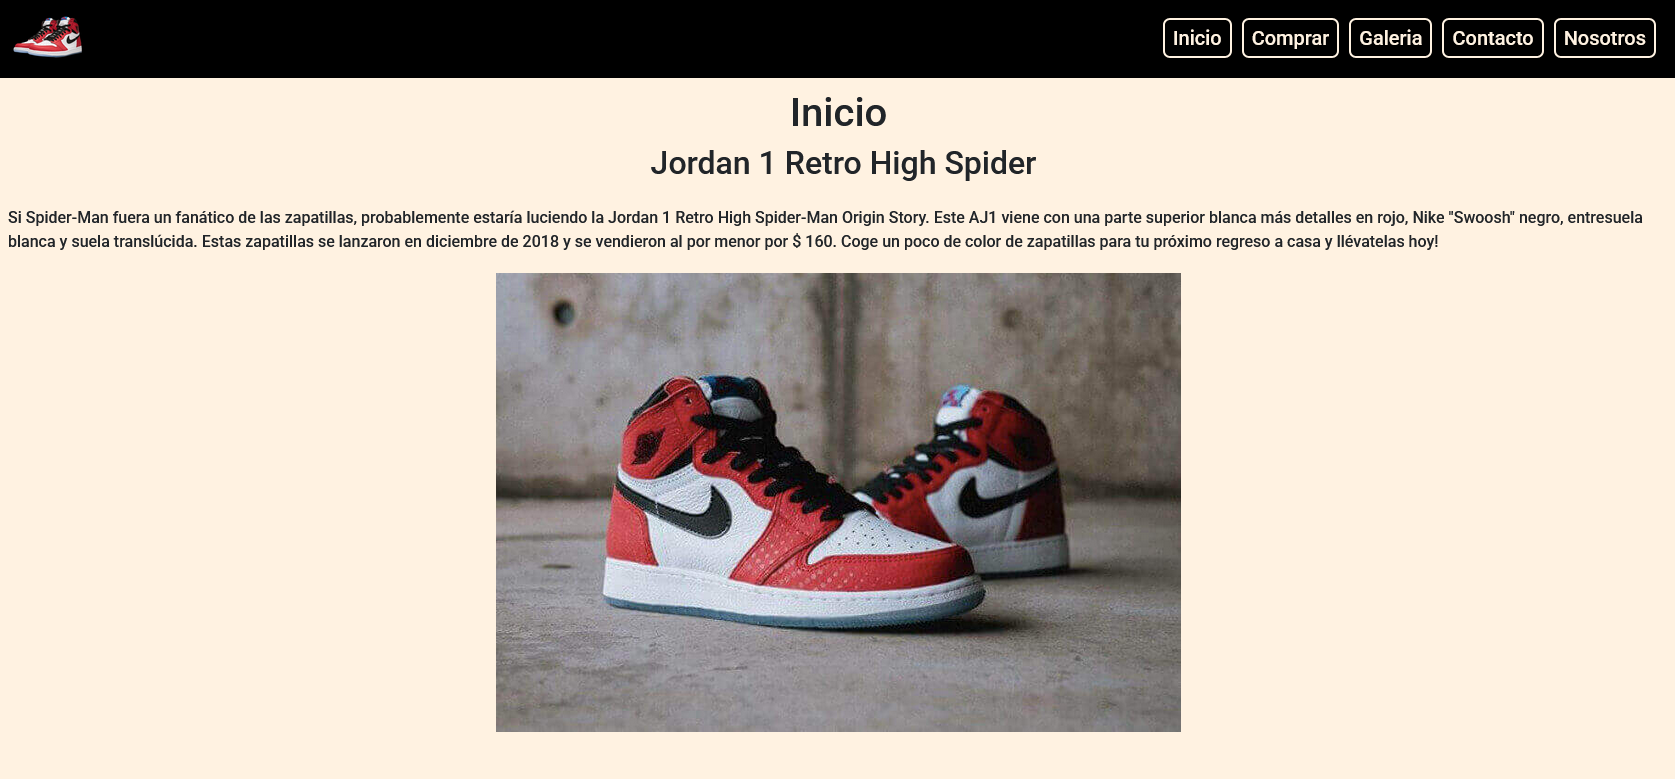 Inicio Comprar Galeria Contacto Nosotros
Inicio
Jordan 1 Retro High Spider
Si Spider-Man fuera un fanático de las zapatillas, probablemente estaría luciendo la Jordan 1 Retro High Spider-Man Origin Story. Este AJ1 viene con una parte superior blanca más detalles en rojo, Nike "Swoosh" negro, entresuela
blanca y suela translúcida. Estas zapatillas se lanzaron en diciembre de 2018 y se vendieron al por menor por $ 160. Coge un poco de color de zapatillas para tu próximo regreso a casa y llévatelas hoy!